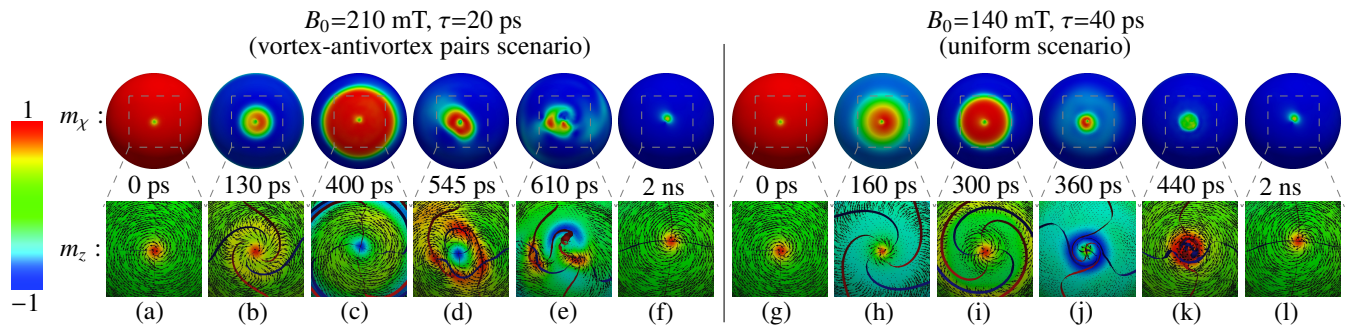 B₀=210 mT, τ=20 ps
(vortex-antivortex pairs scenario)
B₀=140 mT, τ=40 ps
(uniform scenario)
1
−1
mχ :
0 ps 130 ps 400 ps 545 ps 610 ps 2 ns 0 ps 160 ps 300 ps 360 ps 440 ps 2 ns
m_z :
(a) (b) (c) (d) (e) (f) (g) (h) (i) (j) (k) (l)